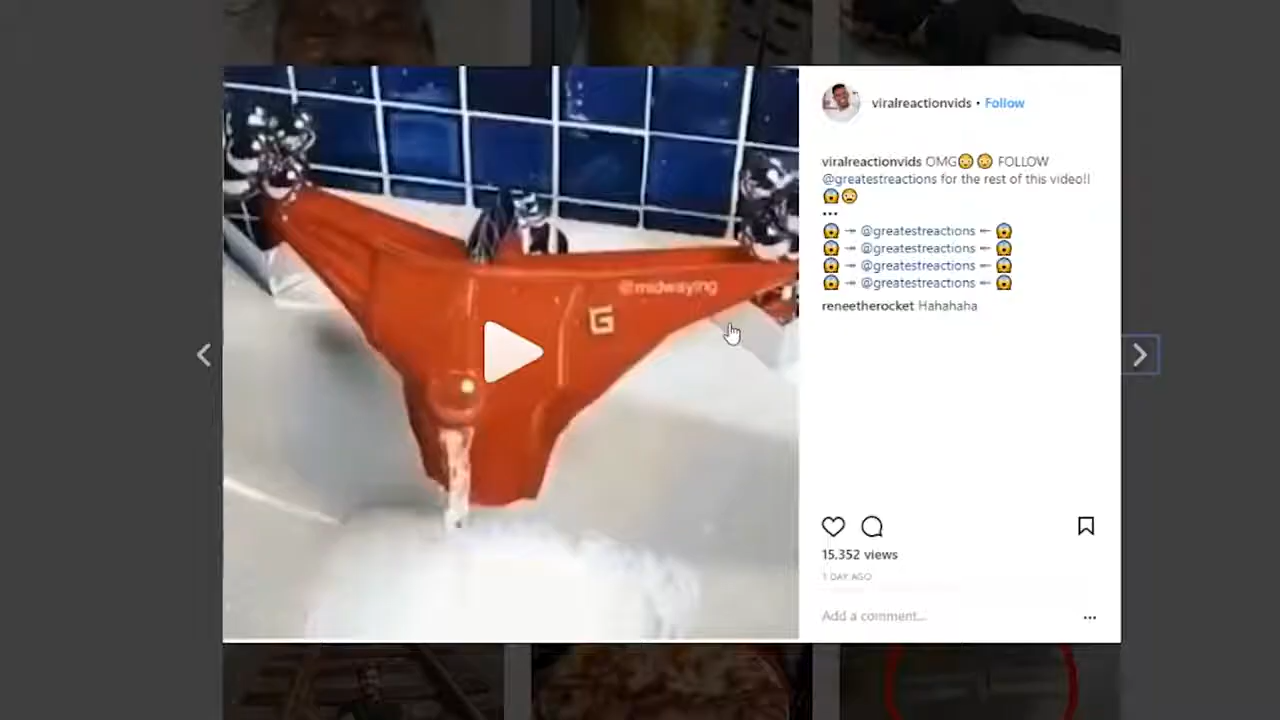 viralreactionvids • Follow
viralreactionvids OMG😳😳 FOLLOW
@greatestreactions for the rest of this video!!
😱😳
•••
😱 → @greatestreactions ← 😱
😱 → @greatestreactions ← 😱
😱 → @greatestreactions ← 😱
😱 → @greatestreactions ← 😱
reneetherocket Hahahaha
@midwaying
G
15,352 views
1 DAY AGO
Add a comment...